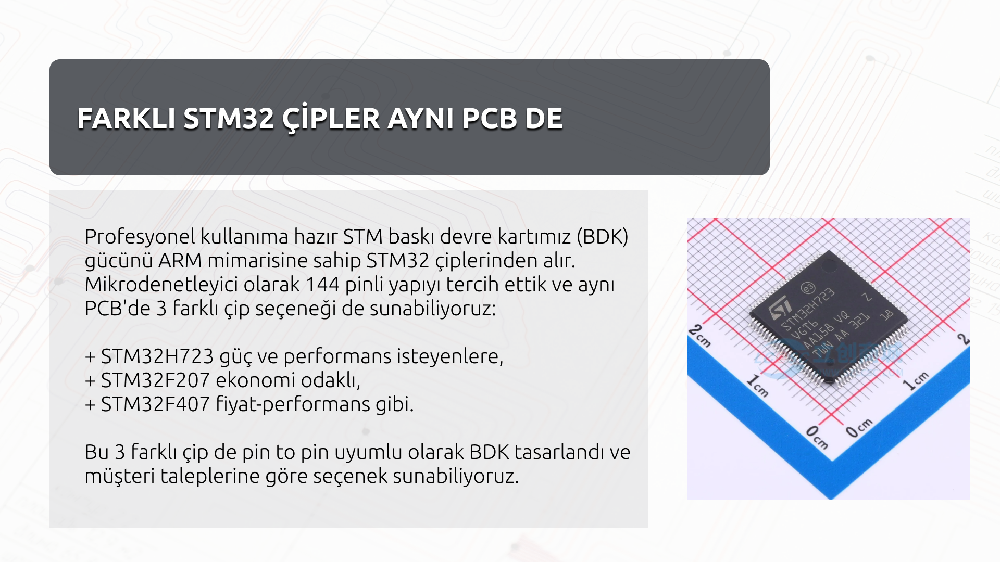 FARKLI STM32 ÇİPLER AYNI PCB DE
Profesyonel kullanıma hazır STM baskı devre kartımız (BDK)
gücünü ARM mimarisine sahip STM32 çiplerinden alır.
Mikrodenetleyici olarak 144 pinli yapıyı tercih ettik ve aynı
PCB'de 3 farklı çip seçeneği de sunabiliyoruz:
+ STM32H723 güç ve performans isteyenlere,
+ STM32F207 ekonomi odaklı,
+ STM32F407 fiyat-performans gibi.
Bu 3 farklı çip de pin to pin uyumlu olarak BDK tasarlandı ve
müşteri taleplerine göre seçenek sunabiliyoruz.
e3
ST
STM32H723
VGT6 Z
AA158 VQ
TWN AA 321 18
2cm
2
1cm
1cm
0cm
0cm